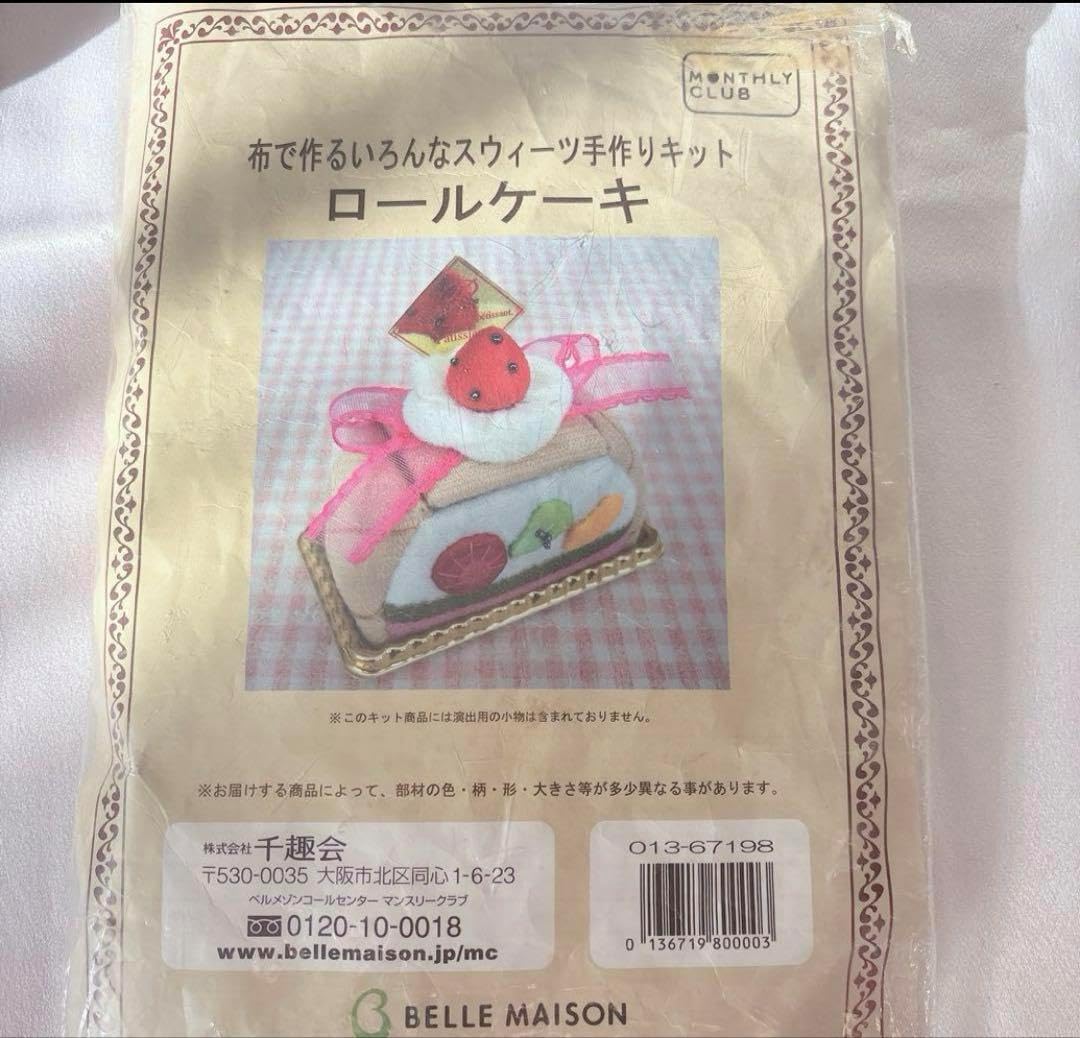 MONTHLY
CLUB
布で作るいろんなスウィーツ手作りキット
ロールケーキ
※このキット商品には演出用の小物は含まれておりません。
※お届けする商品によって、部材の色・柄・形・大きさ等が多少異なる事があります。
株式会社千趣会
〒530-0035 大阪市北区同心1-6-23
ベルメゾンコールセンター マンスリークラブ
0120-10-0018
www.bellemaison.jp/mc
013-67198
0 136719 800003
BELLE MAISON